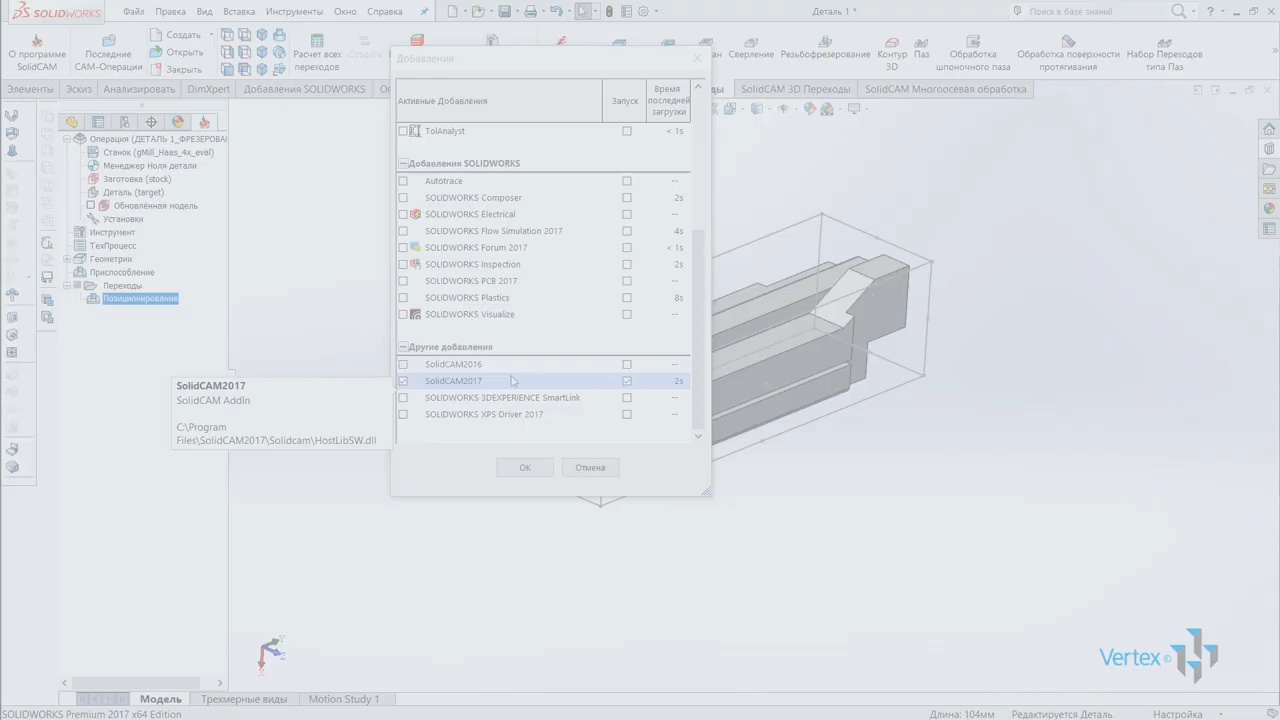 SOLIDWORKS
Файл Правка Вид Вставка Инструменты Окно Справка
Деталь 1 *
Поиск в базе знаний
О программе SolidCAM
Последние CAM-Операции
Создать
Открыть
Закрыть
Расчет всех переходов
Создать
Сверление
Резьбофрезерование
Контур 3D
Паз
Обработка шпоночного паза
Обработка поверхности протягивания
Набор Переходов типа Паз
Элементы Эскиз Анализировать DimXpert Добавления SOLIDWORKS
SolidCAM 3D Переходы
SolidCAM Многоосевая обработка
Операция (ДЕТАЛЬ 1_ФРЕЗЕРОВАН
Станок (gMill_Haas_4x_eval)
Менеджер Ноля детали
Заготовка (stock)
Деталь (target)
Обновлённая модель
Установки
Инструмент
ТехПроцесс
Геометрии
Приспособление
Переходы
Позиционирование
SolidCAM2017
SolidCAM AddIn
C:\Program
Files\SolidCAM2017\Solidcam\HostLibSW.dll
Добавления
Активные Добавления Запуск Время последней загрузки
TolAnalyst < 1s
Добавления SOLIDWORKS
Autotrace --
SOLIDWORKS Composer 2s
SOLIDWORKS Electrical --
SOLIDWORKS Flow Simulation 2017 4s
SOLIDWORKS Forum 2017 < 1s
SOLIDWORKS Inspection 2s
SOLIDWORKS PCB 2017 --
SOLIDWORKS Plastics 8s
SOLIDWORKS Visualize --
Другие добавления
SolidCAM2016 --
SolidCAM2017 2s
SOLIDWORKS 3DEXPERIENCE SmartLink --
SOLIDWORKS XPS Driver 2017 --
ОК Отмена
Y
Z
X
Vertex©
Модель Трехмерные виды Motion Study 1
SOLIDWORKS Premium 2017 x64 Edition
Длина: 104мм Редактируется Деталь Настройка